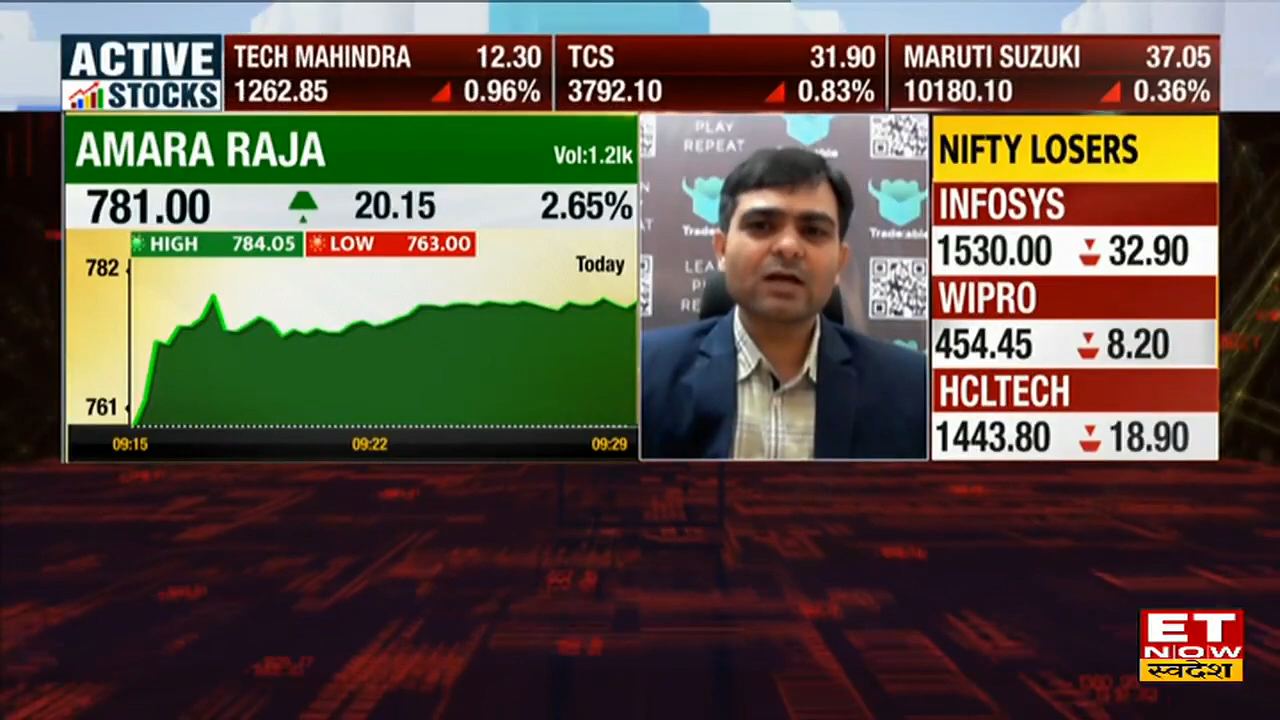 ACTIVE
STOCKS
TECH MAHINDRA 12.30
1262.85 0.96%
TCS 31.90
3792.10 0.83%
MARUTI SUZUKI 37.05
10180.10 0.36%
AMARA RAJA Vol:1.2lk
781.00 20.15 2.65%
HIGH 784.05 LOW 763.00
Today
782
761
09:15 09:22 09:29
PLAY
REPEAT
NIFTY LOSERS
INFOSYS
1530.00 32.90
WIPRO
454.45 8.20
HCLTECH
1443.80 18.90
ET
NOW
स्वदेश